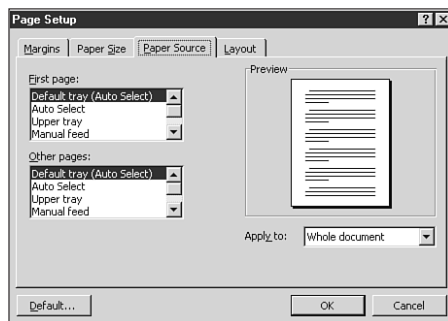 Page Setup
Margins
Paper Size
Paper Source
Layout
First page:
Default tray (Auto Select)
Auto Select
Upper tray
Manual feed
Other pages:
Default tray (Auto Select)
Auto Select
Upper tray
Manual feed
Preview
Apply to: Whole document
Default...
OK
Cancel